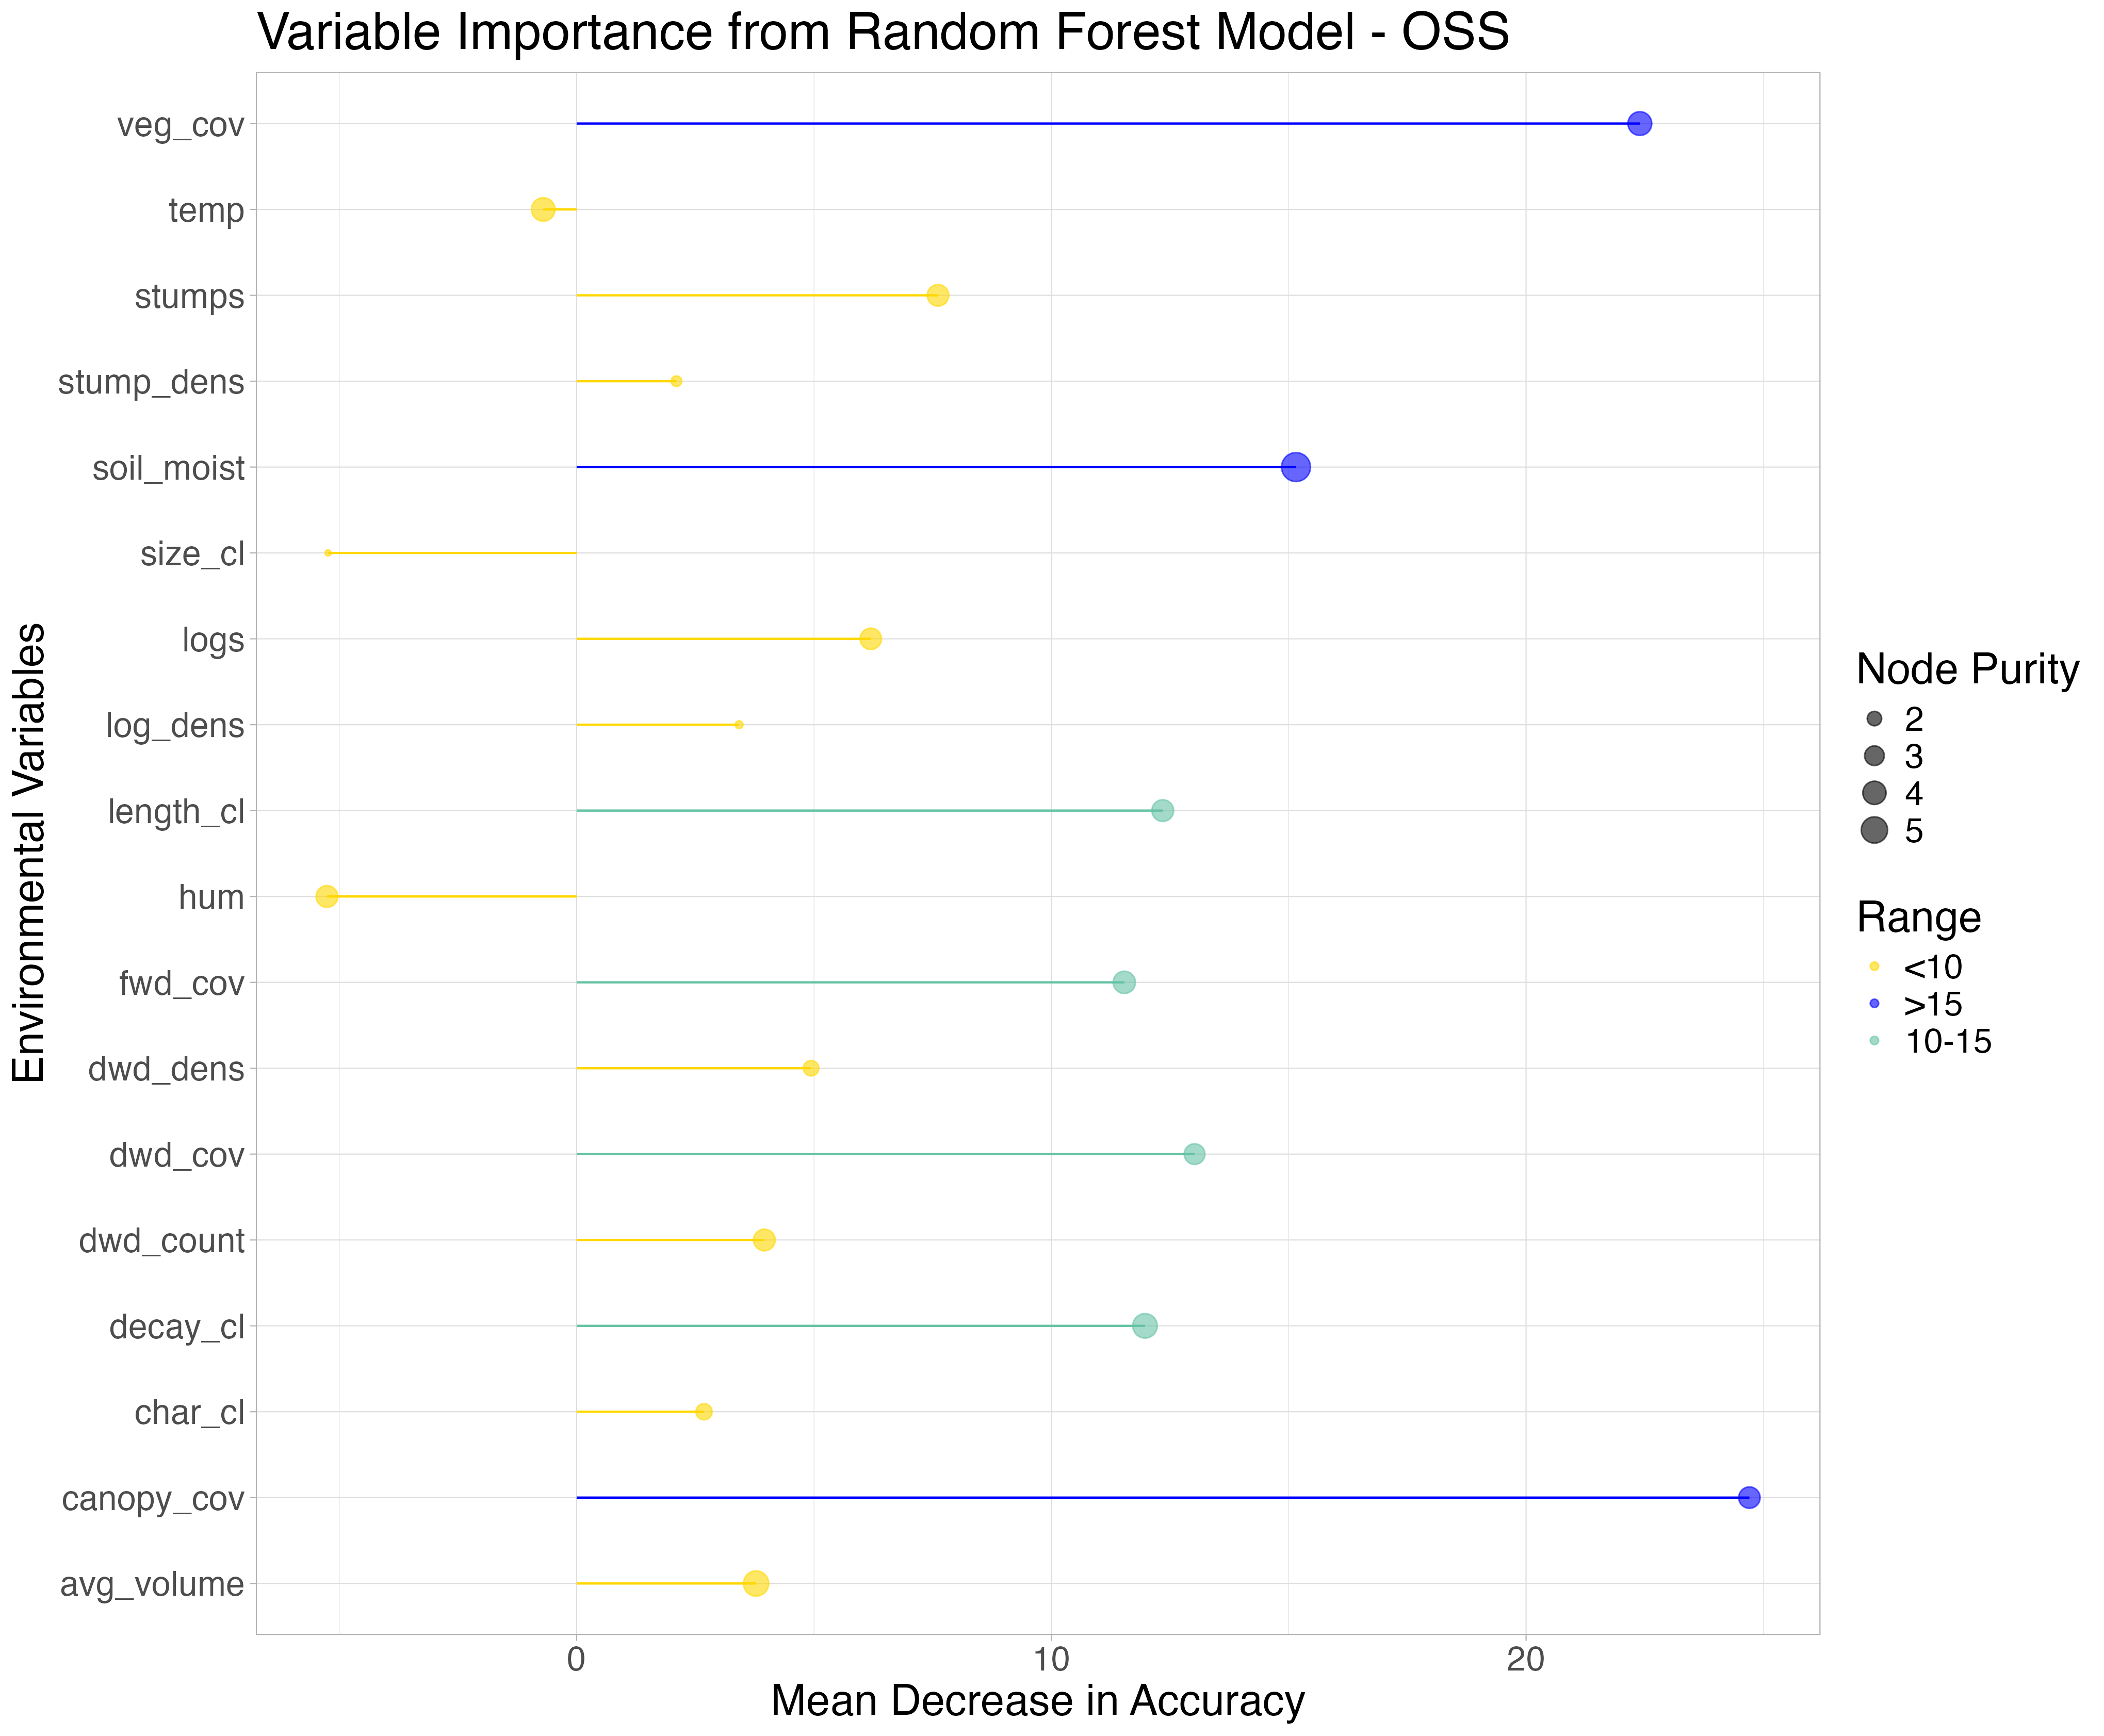 Variable Importance from Random Forest Model - OSS
Environmental Variables
veg_cov
temp
stumps
stump_dens
soil_moist
size_cl
logs
log_dens
length_cl
hum
fwd_cov
dwd_dens
dwd_cov
dwd_count
decay_cl
char_cl
canopy_cov
avg_volume
0 10 20
Mean Decrease in Accuracy
Node Purity
2
3
4
5
Range
<10
>15
10-15